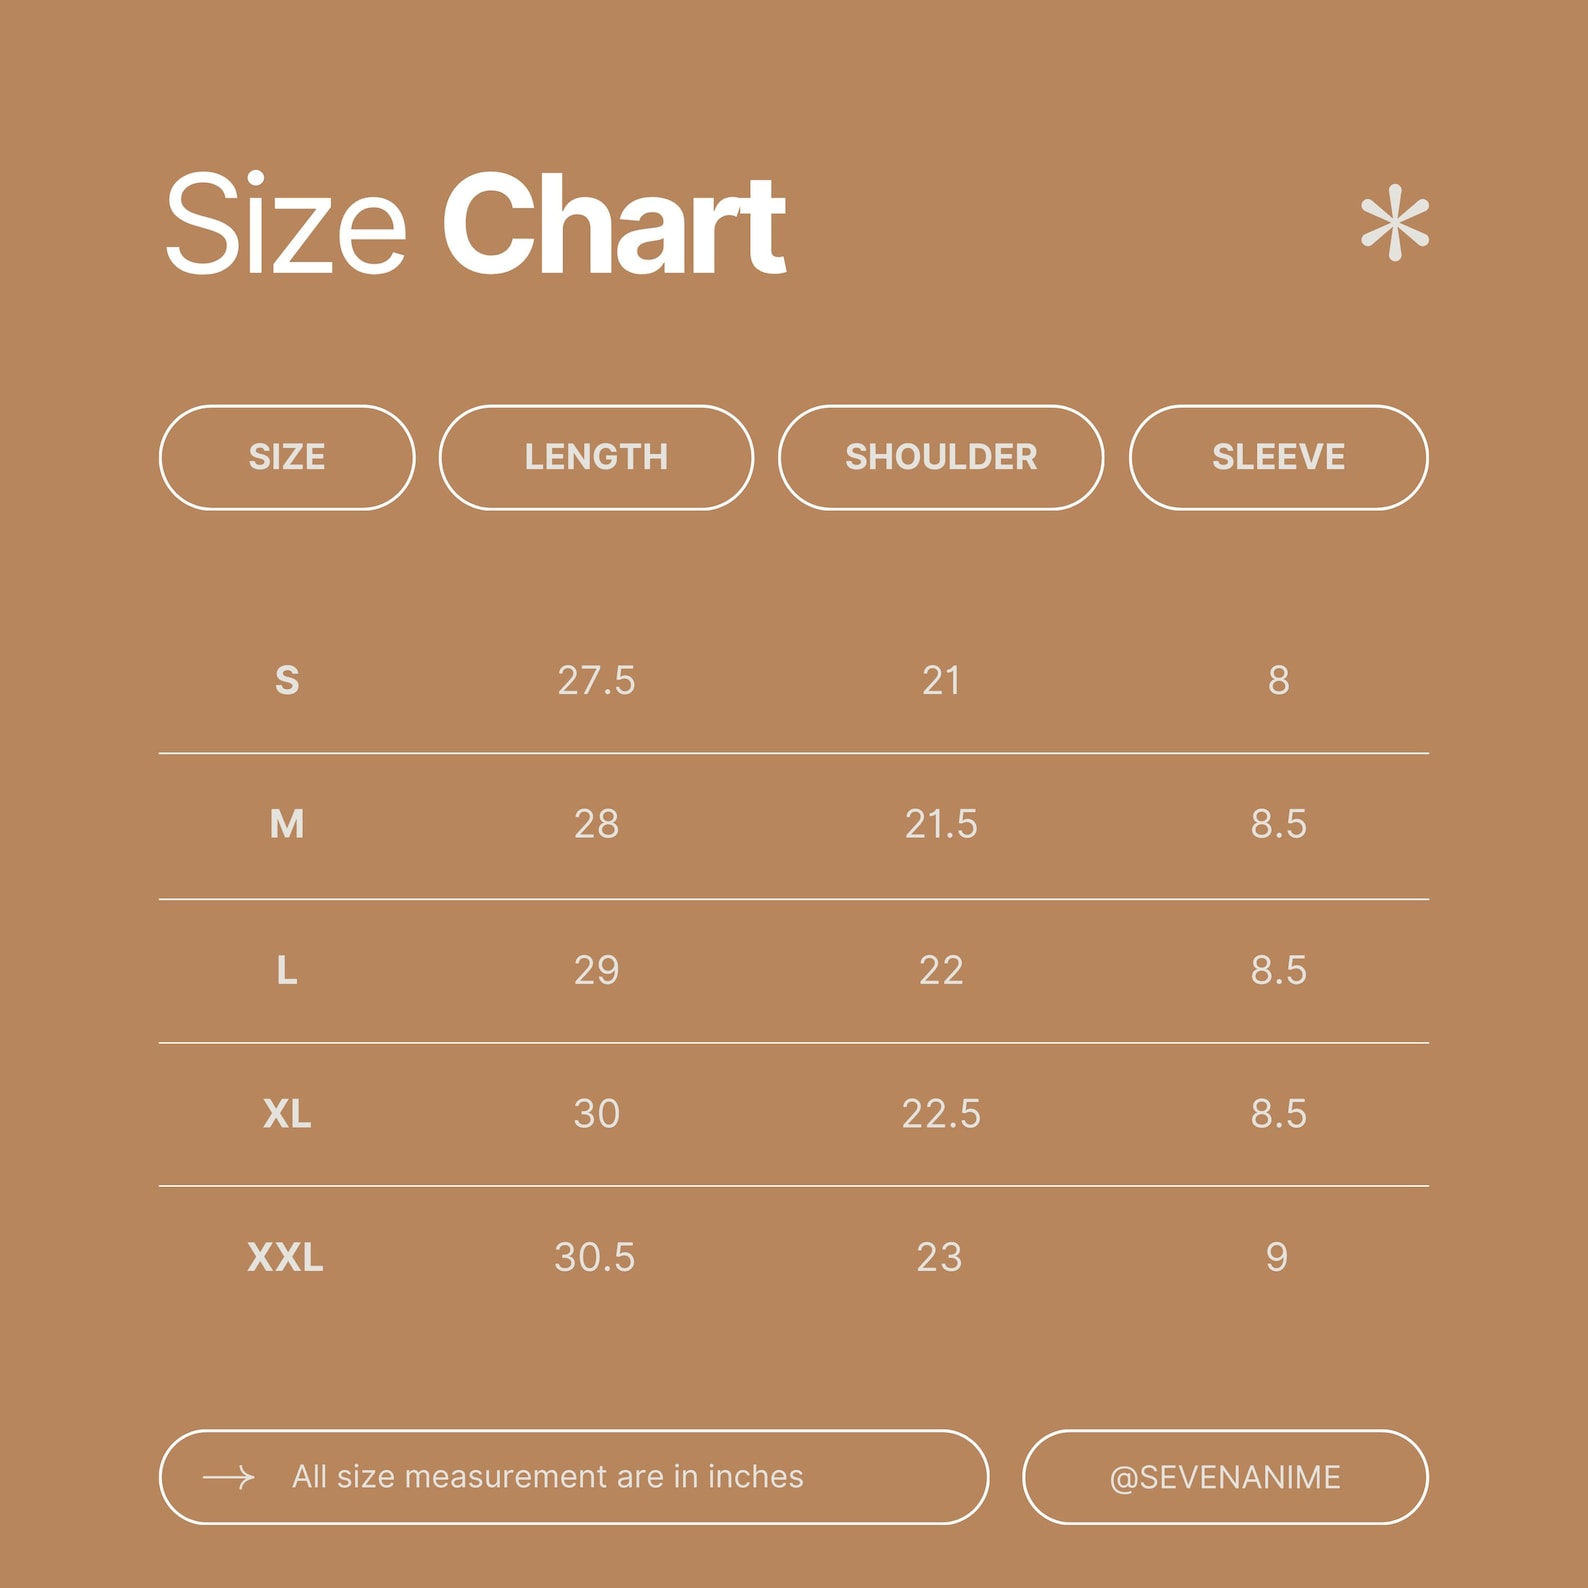 Size Chart
SIZE LENGTH SHOULDER SLEEVE
S 27.5 21 8
M 28 21.5 8.5
L 29 22 8.5
XL 30 22.5 8.5
XXL 30.5 23 9
→ All size measurement are in inches @SEVENANIME